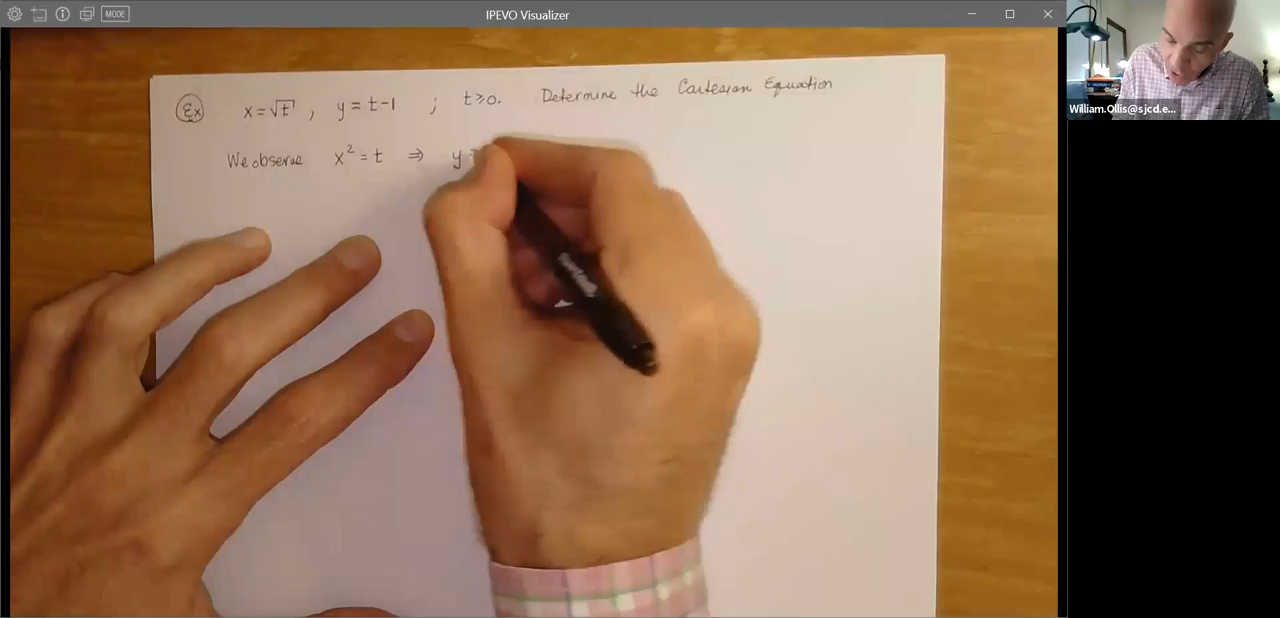 MODE
IPEVO Visualizer
William.Ollis@sjcd.e...
Ex x = √t , y = t-1 ; t ≥ 0. Determine the Cartesian Equation
We observe x² = t ⇒ y =